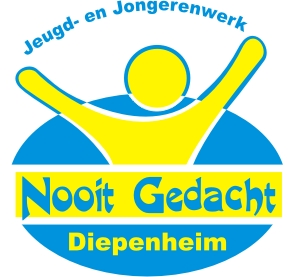 Jeugd- en Jongerenwerk
Nooit Gedacht
Diepenheim